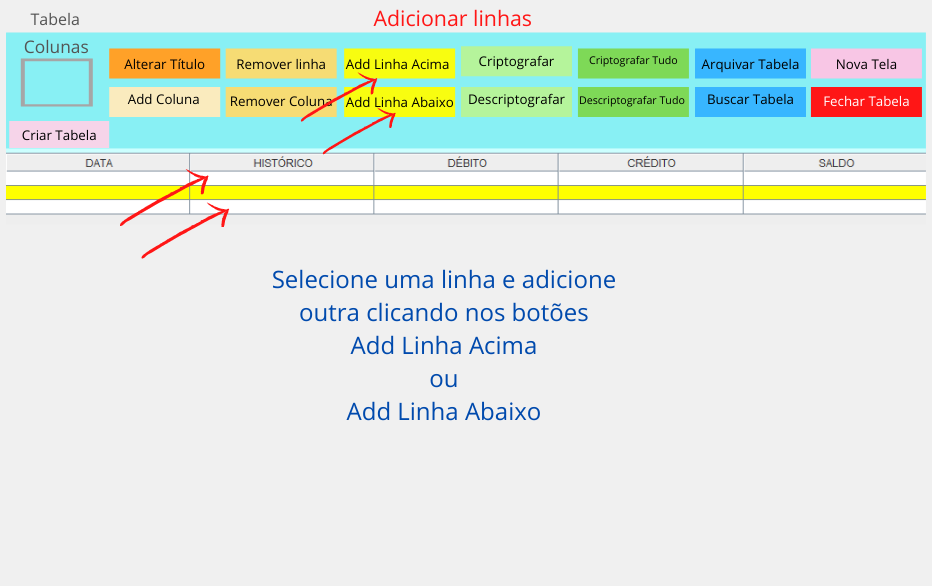 Tabela
Adicionar linhas
Colunas
Alterar Título
Remover linha
Add Linha Acima
Criptografar
Criptografar Tudo
Arquivar Tabela
Nova Tela
Add Coluna
Remover Coluna
Add Linha Abaixo
Descriptografar
Descriptografar Tudo
Buscar Tabela
Fechar Tabela
Criar Tabela
DATA
HISTÓRICO
DÉBITO
CRÉDITO
SALDO
Selecione uma linha e adicione
outra clicando nos botões
Add Linha Acima
ou
Add Linha Abaixo